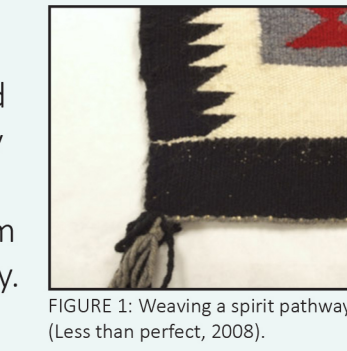 y.
FIGURE 1: Weaving a spirit pathway
(Less than perfect, 2008).